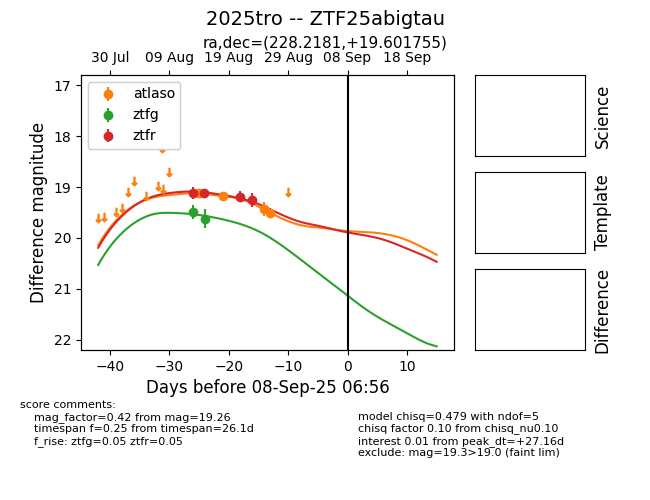 2025tro -- ZTF25abigtau
ra,dec=(228.2181,+19.601755)
30 Jul 09 Aug 19 Aug 29 Aug 08 Sep 18 Sep
17
18
19
20
21
22
Difference magnitude
atlaso
ztfg
ztfr
−40 −30 −20 −10 0 10
Days before 08-Sep-25 06:56
Science
Template
Difference
score comments:
mag_factor=0.42 from mag=19.26
timespan f=0.25 from timespan=26.1d
f_rise: ztfg=0.05 ztfr=0.05
model chisq=0.479 with ndof=5
chisq factor 0.10 from chisq_nu0.10
interest 0.01 from peak_dt=+27.16d
exclude: mag=19.3>19.0 (faint lim)